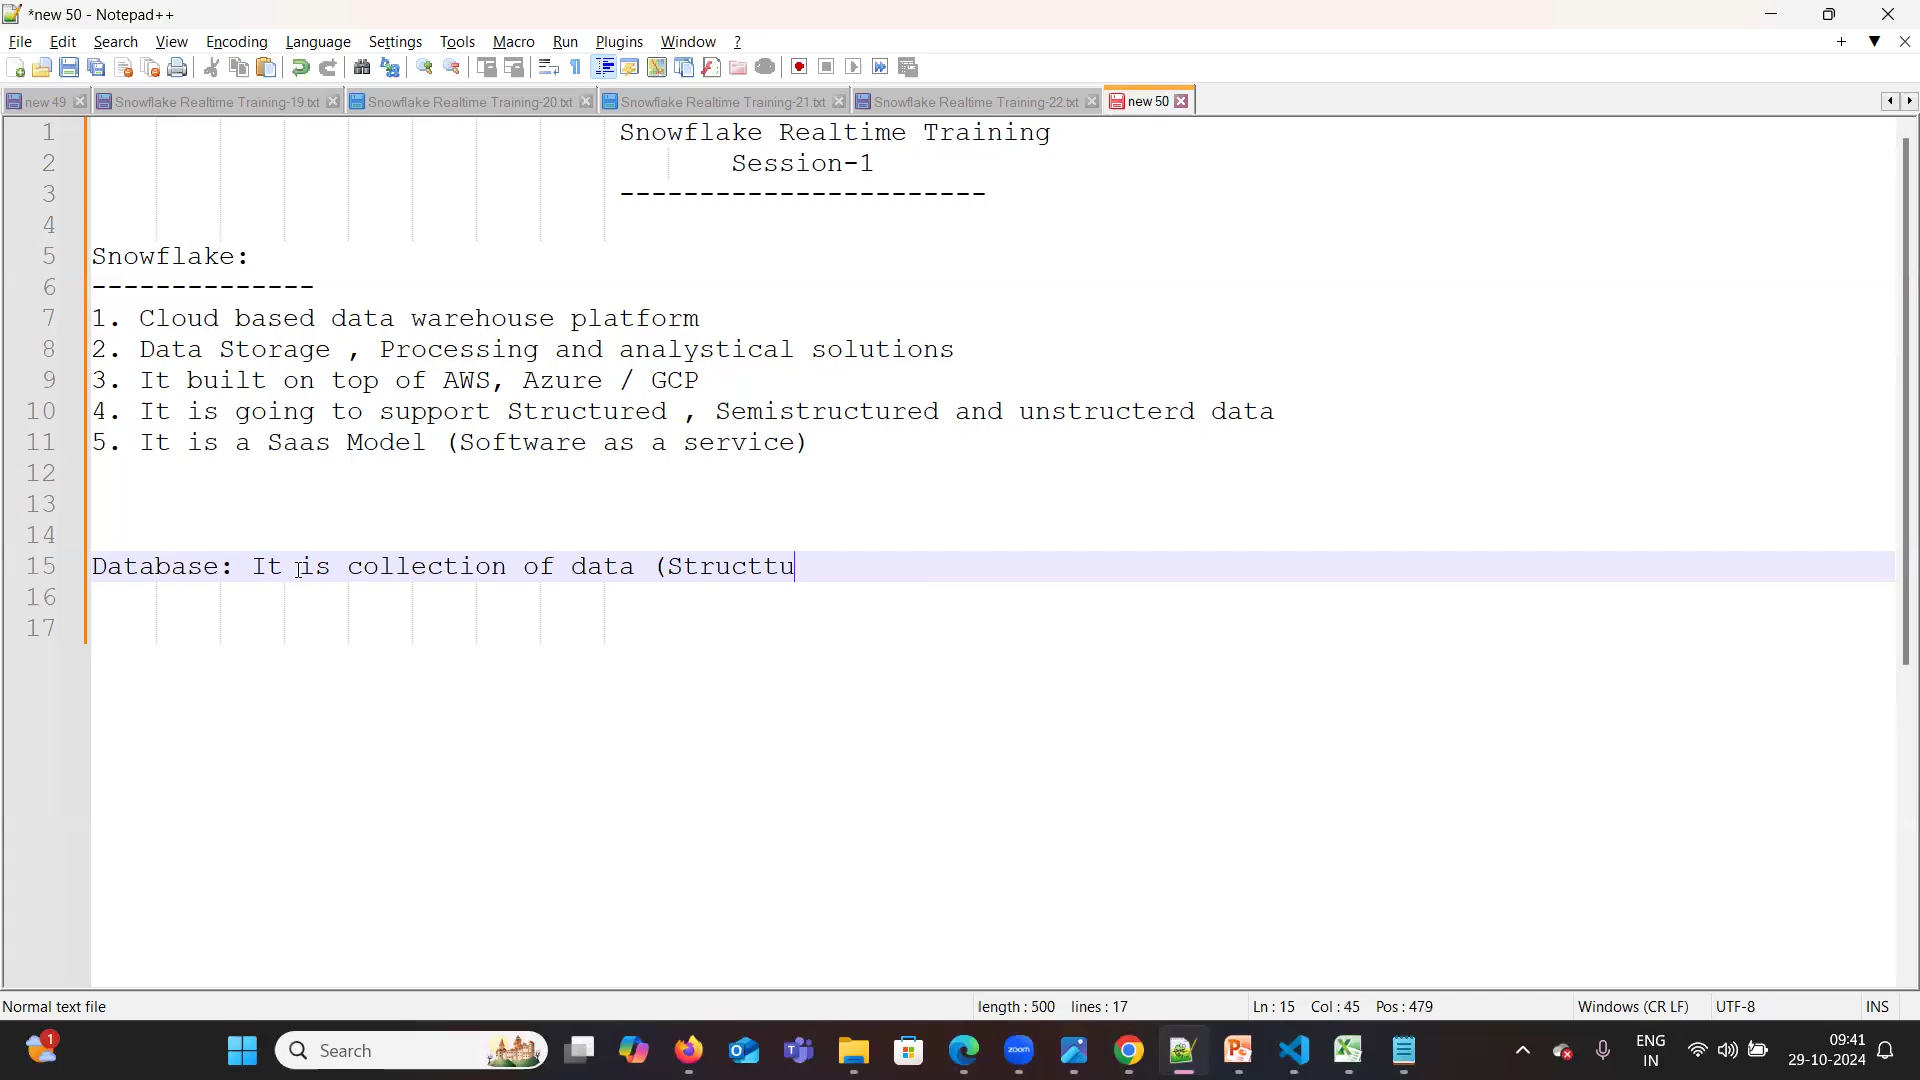 *new 50 - Notepad++
File Edit Search View Encoding Language Settings Tools Macro Run Plugins Window ?
new 49 Snowflake Realtime Training-19.txt Snowflake Realtime Training-20.txt Snowflake Realtime Training-21.txt Snowflake Realtime Training-22.txt new 50
1 Snowflake Realtime Training
2 Session-1
3 -----------------------
4
5 Snowflake:
6 --------------
7 1. Cloud based data warehouse platform
8 2. Data Storage , Processing and analystical solutions
9 3. It built on top of AWS, Azure / GCP
10 4. It is going to support Structured , Semistructured and unstructerd data
11 5. It is a Saas Model (Software as a service)
12
13
14
15 Database: It is collection of data (Structtu
16
17
Normal text file length : 500 lines : 17 Ln : 15 Col : 45 Pos : 479 Windows (CR LF) UTF-8 INS
1 Search zoom ENG 09:41
IN 29-10-2024